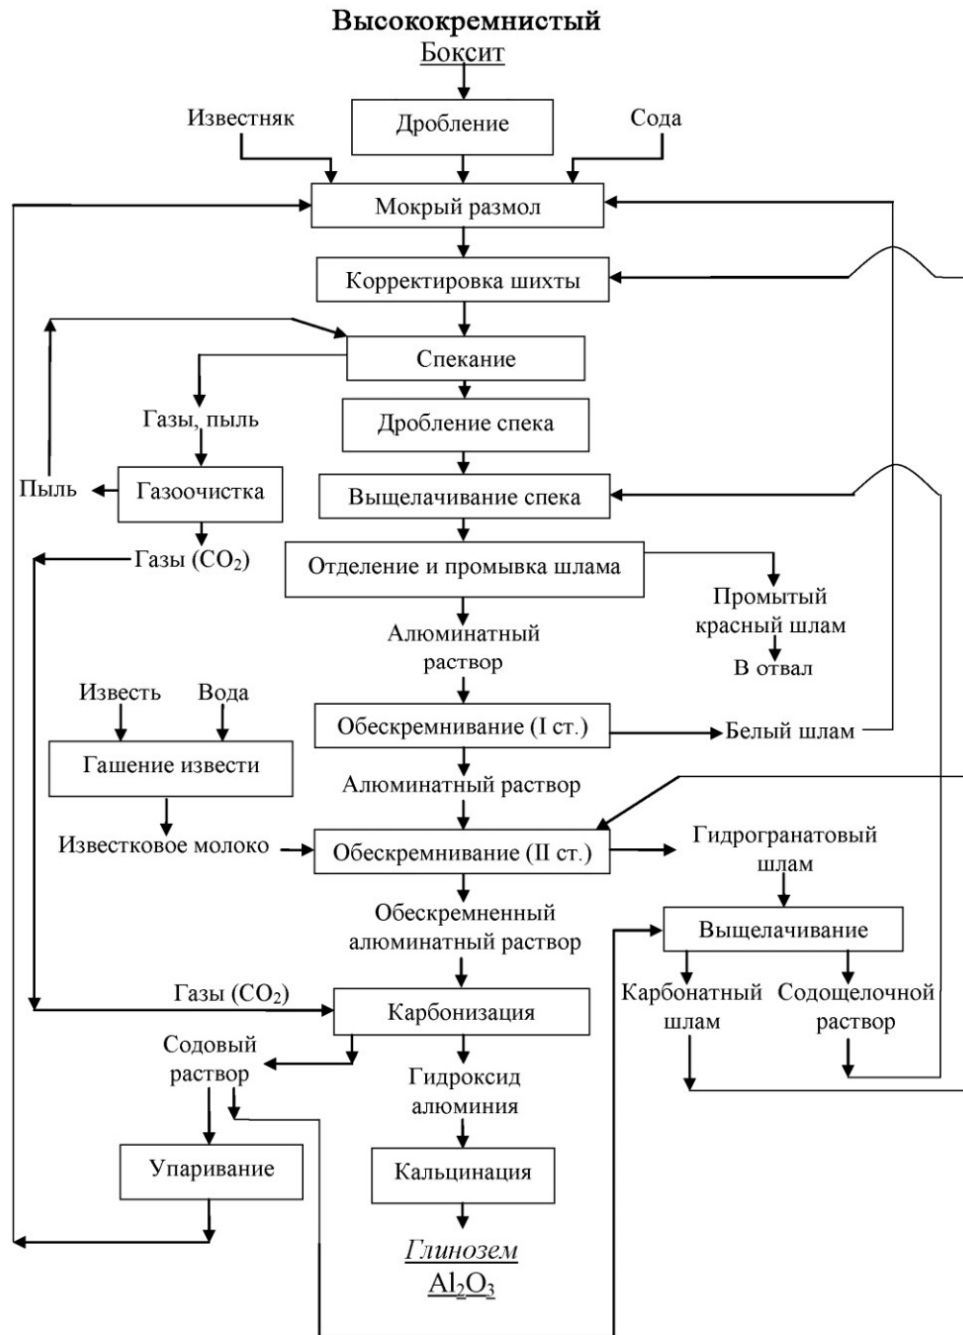 Высококремнистый
Боксит
Известняк
Дробление
Сода
Мокрый размол
Корректировка шихты
Спекание
Газы, пыль
Дробление спека
Пыль
Газоочистка
Выщелачивание спека
Газы (CO₂)
Отделение и промывка шлама
Промытый
красный шлам
В отвал
Алюминатный
раствор
Известь
Вода
Обескремнивание (I ст.)
Белый шлам
Гашение извести
Алюминатный раствор
Известковое молоко
Обескремнивание (II ст.)
Гидрогранатовый
шлам
Обескремненный
алюминатный раствор
Выщелачивание
Газы (CO₂)
Карбонизация
Карбонатный
шлам
Содощелочной
раствор
Содовый
раствор
Гидроксид
алюминия
Упаривание
Кальцинация
Глинозем
Al₂O₃